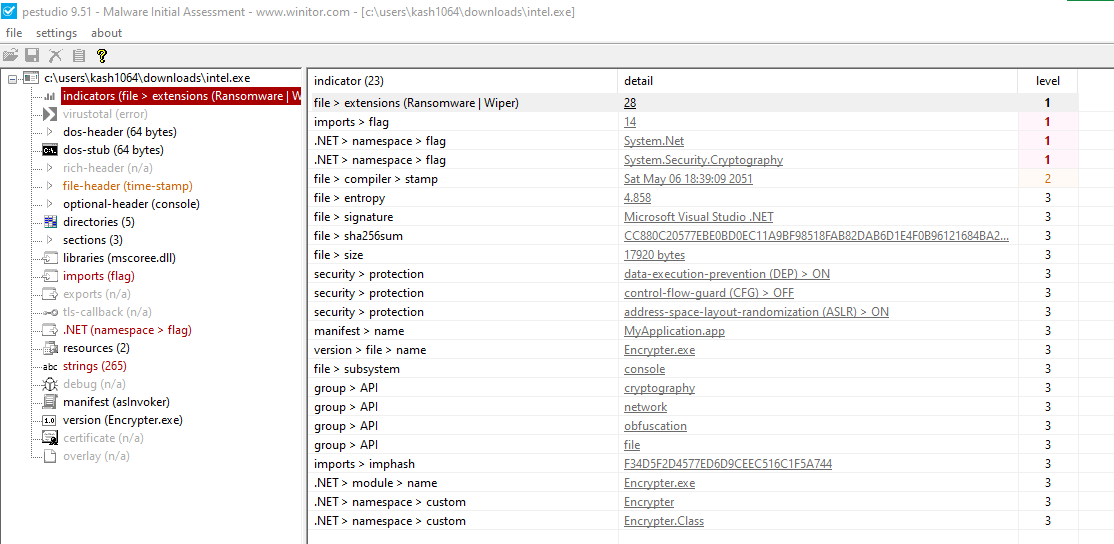 pestudio 9.51 - Malware Initial Assessment - www.winitor.com - [c:\users\kash1064\downloads\intel.exe]
file settings about
c:\users\kash1064\downloads\intel.exe
indicators (file > extensions (Ransomware | W
virustotal (error)
dos-header (64 bytes)
dos-stub (64 bytes)
rich-header (n/a)
file-header (time-stamp)
optional-header (console)
directories (5)
sections (3)
libraries (mscoree.dll)
imports (flag)
exports (n/a)
tls-callback (n/a)
.NET (namespace > flag)
resources (2)
abc strings (265)
debug (n/a)
manifest (asInvoker)
1.0 version (Encrypter.exe)
certificate (n/a)
overlay (n/a)
indicator (23) detail level
file > extensions (Ransomware | Wiper) 28 1
imports > flag 14 1
.NET > namespace > flag System.Net 1
.NET > namespace > flag System.Security.Cryptography 1
file > compiler > stamp Sat May 06 18:39:09 2051 2
file > entropy 4.858 3
file > signature Microsoft Visual Studio .NET 3
file > sha256sum CC880C20577EBE0BD0EC11A9BF98518FAB82DAB6D1E4F0B96121684BA2... 3
file > size 17920 bytes 3
security > protection data-execution-prevention (DEP) > ON 3
security > protection control-flow-guard (CFG) > OFF 3
security > protection address-space-layout-randomization (ASLR) > ON 3
manifest > name MyApplication.app 3
version > file > name Encrypter.exe 3
file > subsystem console 3
group > API cryptography 3
group > API network 3
group > API obfuscation 3
group > API file 3
imports > imphash F34D5F2D4577ED6D9CEEC516C1F5A744 3
.NET > module > name Encrypter.exe 3
.NET > namespace > custom Encrypter 3
.NET > namespace > custom Encrypter.Class 3